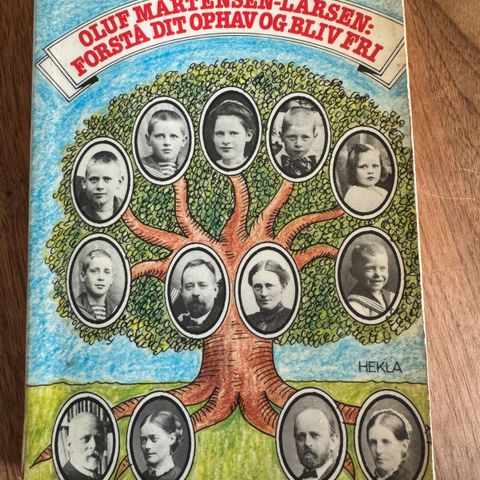 OLUF MARTENSEN-LARSEN:
FORSTÅ DIT OPHAV OG BLIV FRI
HEKLA